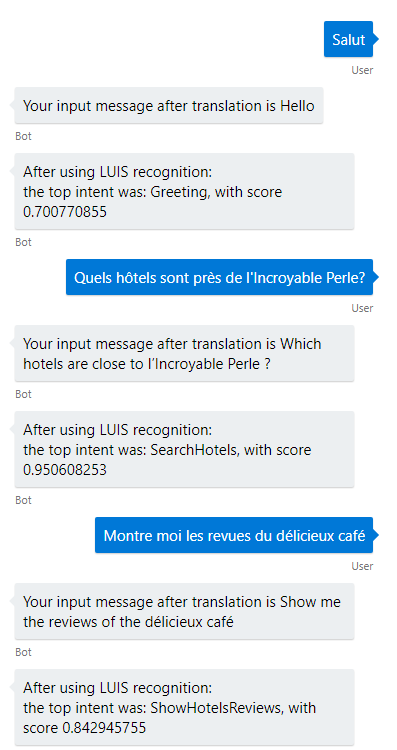 Salut
User
Your input message after translation is Hello
Bot
After using LUIS recognition:
the top intent was: Greeting, with score
0.700770855
Bot
Quels hôtels sont près de l'Incroyable Perle?
User
Your input message after translation is Which
hotels are close to l’Incroyable Perle ?
Bot
After using LUIS recognition:
the top intent was: SearchHotels, with score
0.950608253
Bot
Montre moi les revues du délicieux café
User
Your input message after translation is Show me
the reviews of the délicieux café
Bot
After using LUIS recognition:
the top intent was: ShowHotelsReviews, with
score 0.842945755